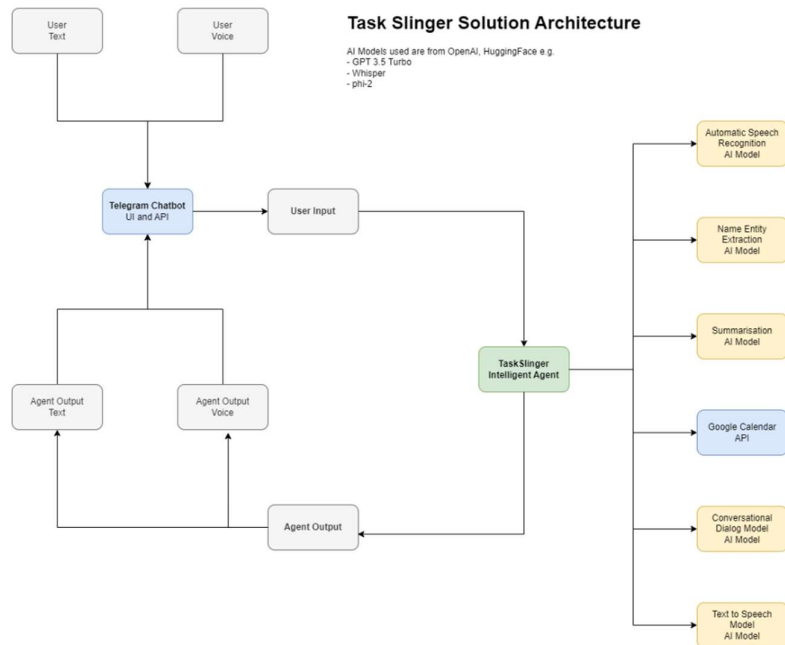 User
Text
User
Voice
Task Slinger Solution Architecture
AI Models used are from OpenAI, HuggingFace e.g.
- GPT 3.5 Turbo
- Whisper
- phi-2
Automatic Speech
Recognition
AI Model
Telegram Chatbot
UI and API
User Input
Name Entity
Extraction
AI Model
Summarisation
AI Model
TaskSlinger
Intelligent Agent
Agent Output
Text
Agent Output
Voice
Google Calendar
API
Agent Output
Conversational
Dialog Model
AI Model
Text to Speech
Model
AI Model